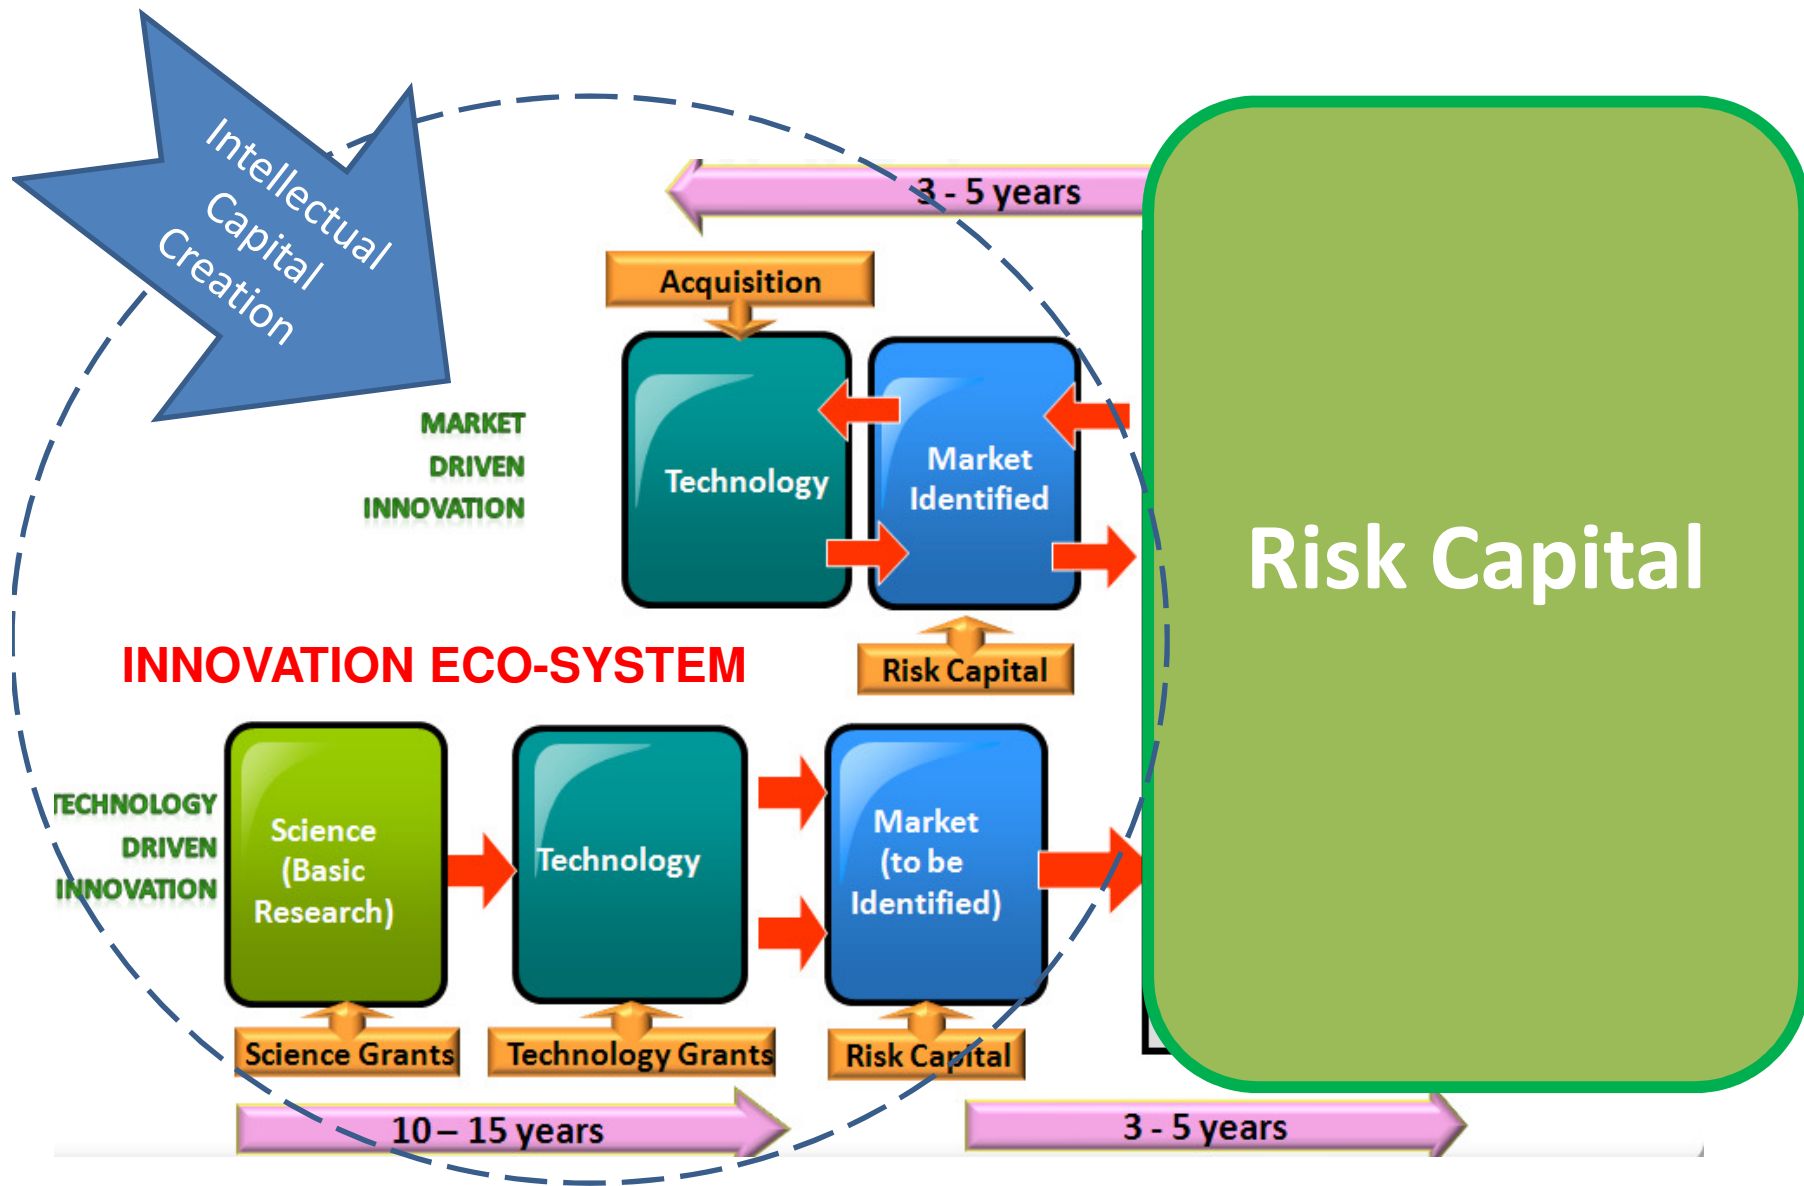 Intellectual
Capital
Creation
3 - 5 years
Acquisition
MARKET
DRIVEN
INNOVATION
Technology
Market
Identified
Risk Capital
Risk Capital
INNOVATION ECO-SYSTEM
TECHNOLOGY
DRIVEN
INNOVATION
Science
(Basic
Research)
Technology
Market
(to be
Identified)
Science Grants
Technology Grants
Risk Capital
10 – 15 years
3 - 5 years